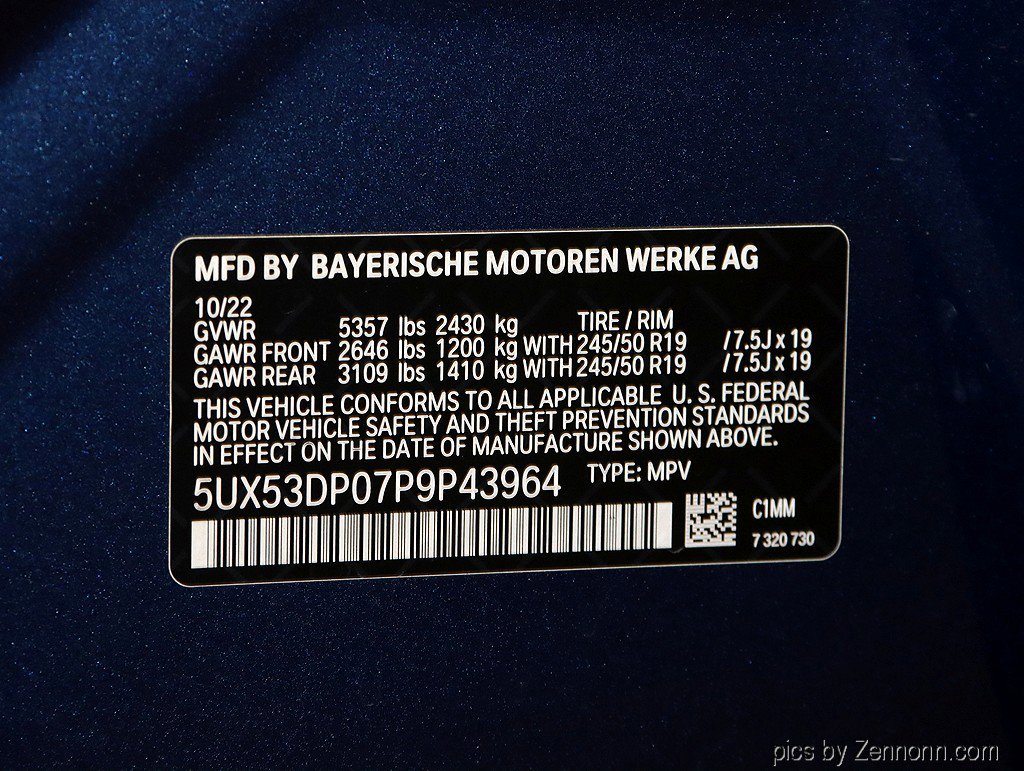 MFD BY BAYERISCHE MOTOREN WERKE AG
10/22
GVWR 5357 lbs 2430 kg TIRE / RIM
GAWR FRONT 2646 lbs 1200 kg WITH 245/50 R19 /7.5J x 19
GAWR REAR 3109 lbs 1410 kg WITH 245/50 R19 /7.5J x 19
THIS VEHICLE CONFORMS TO ALL APPLICABLE U. S. FEDERAL
MOTOR VEHICLE SAFETY AND THEFT PREVENTION STANDARDS
IN EFFECT ON THE DATE OF MANUFACTURE SHOWN ABOVE.
5UX53DP07P9P43964 TYPE: MPV
C1MM
7 320 730
pics by Zennonn.com